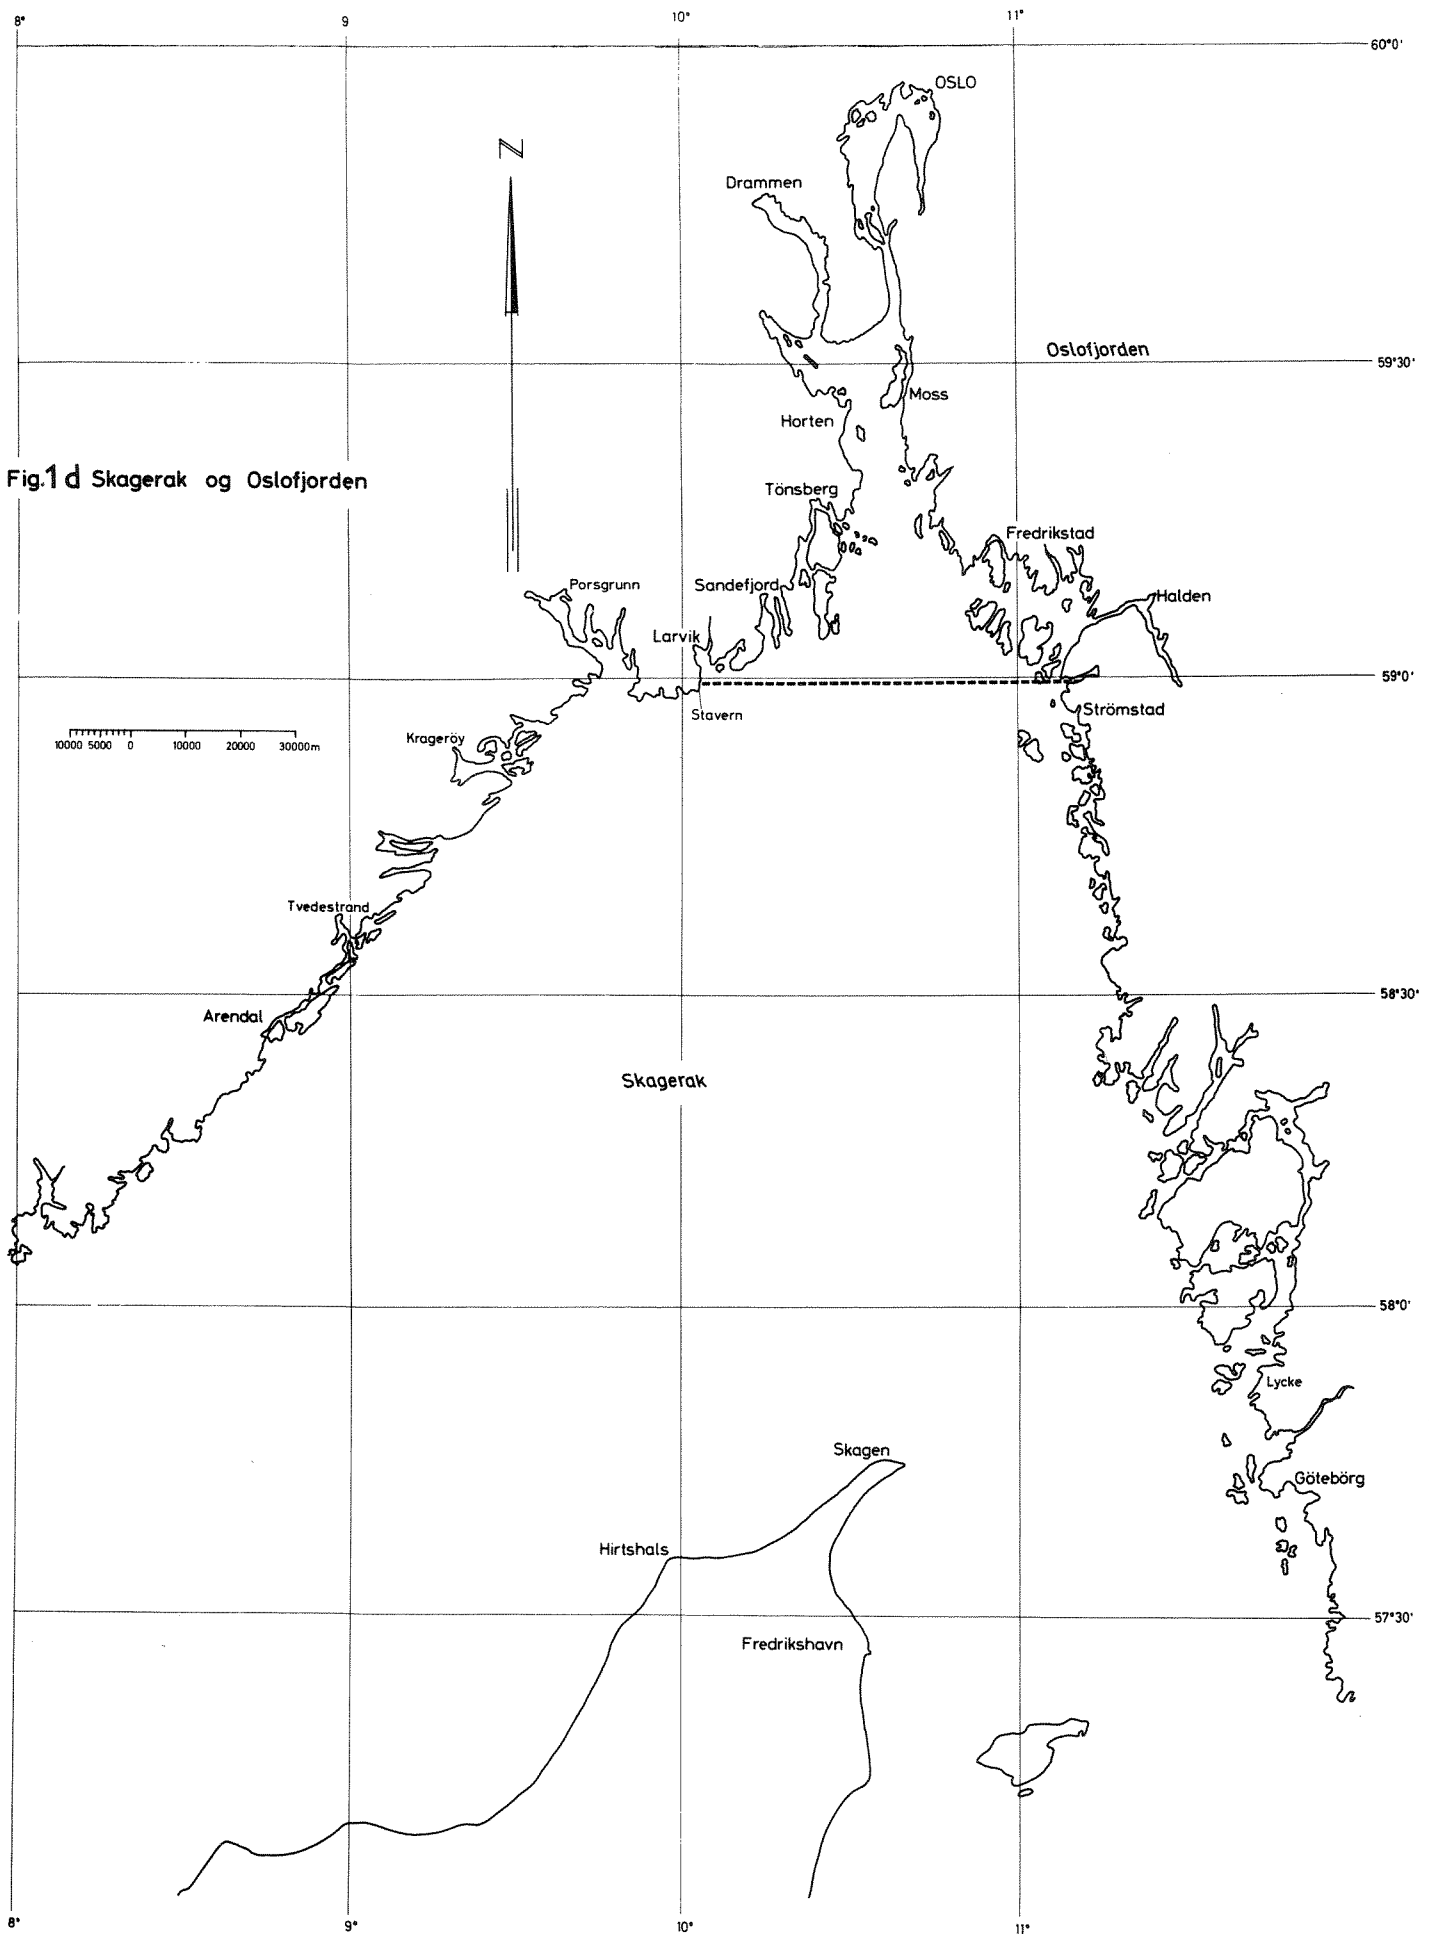 8° 9 10° 11°
60°0'
OSLO
Drammen
N
Oslofjorden
59°30'
Moss
Horten
Fig.1d Skagerak og Oslofjorden
Tönsberg
Fredrikstad
Porsgrunn
Sandefjord
Halden
Larvik
59°0'
Stavern
Strömstad
Krageröy
10000 5000 0 10000 20000 30000m
Tvedestrand
58°30'
Arendal
Skagerak
58°0'
Lycke
Skagen
Götebörg
Hirtshals
57°30'
Fredrikshavn
8° 9° 10° 11°